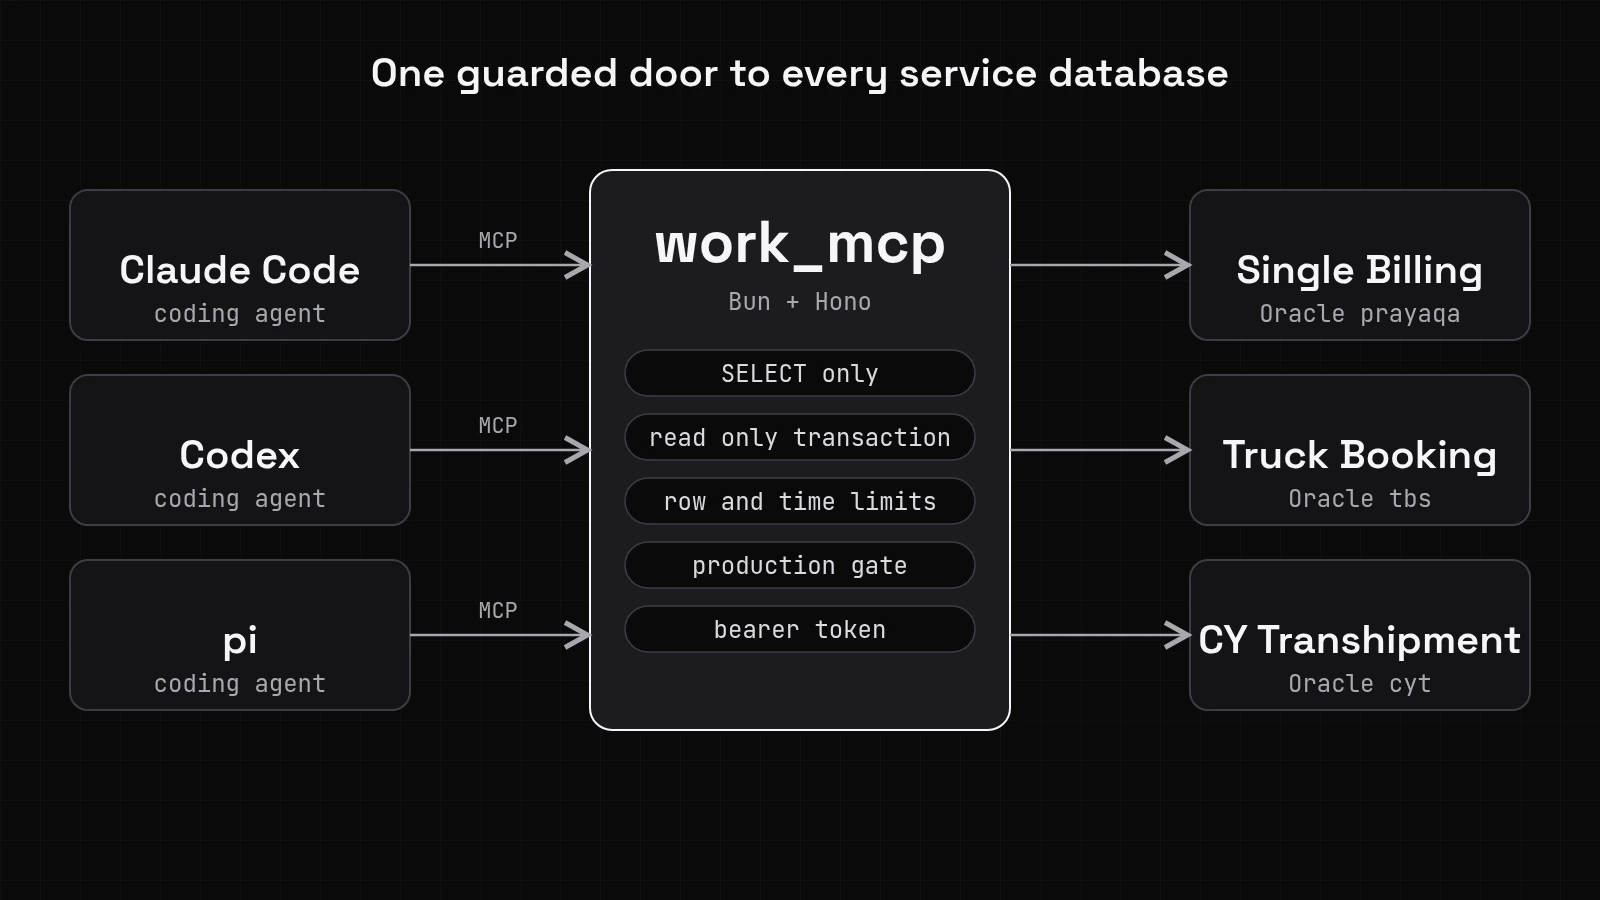 One guarded door to every service database
Claude Code
coding agent
MCP
Codex
coding agent
MCP
pi
coding agent
MCP
work_mcp
Bun + Hono
SELECT only
read only transaction
row and time limits
production gate
bearer token
Single Billing
Oracle prayaqa
Truck Booking
Oracle tbs
CY Transhipment
Oracle cyt